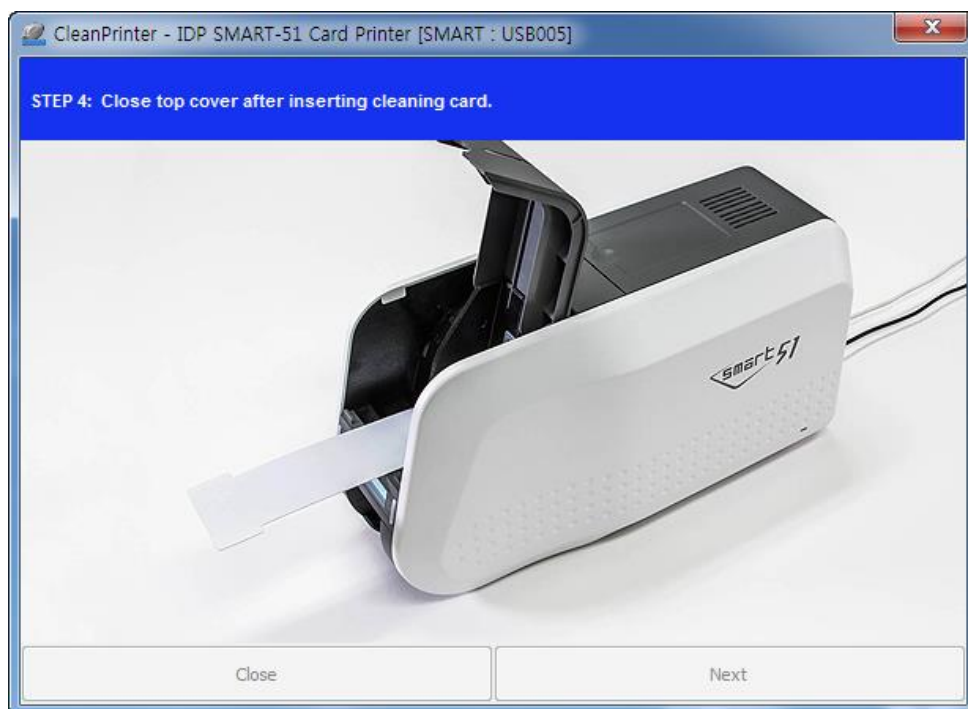 CleanPrinter - IDP SMART-51 Card Printer [SMART : USB005]
X
STEP 4:  Close top cover after inserting cleaning card.
smart 51
Close
Next